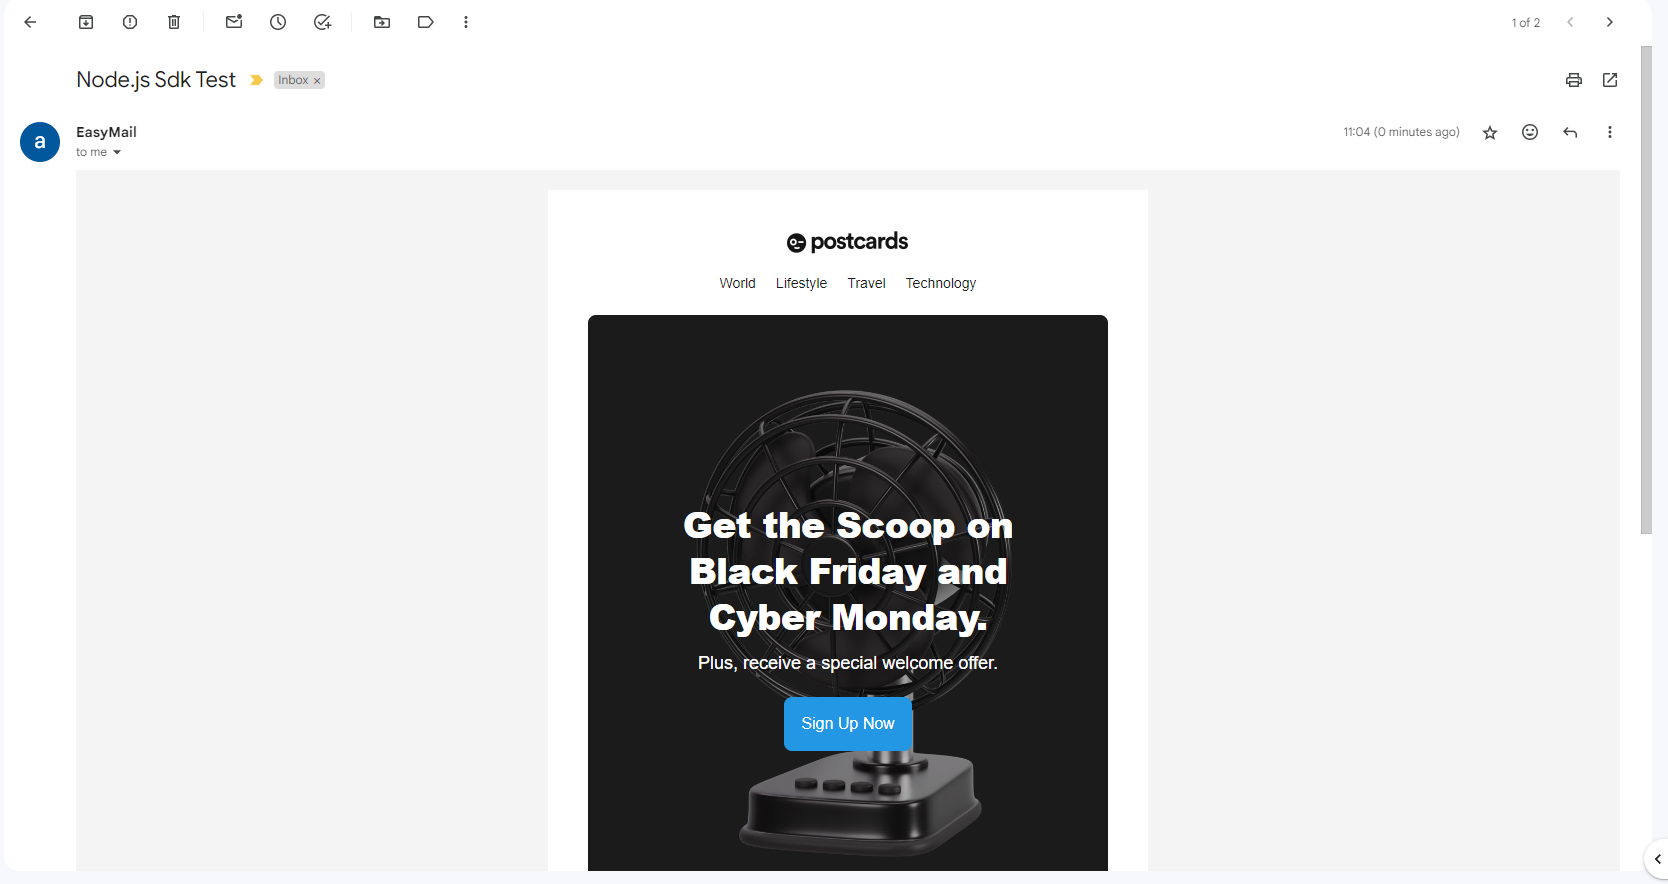 1 of 2
Node.js Sdk Test
Inbox ×
a
EasyMail
11:04 (0 minutes ago)
to me
postcards
World Lifestyle Travel Technology
Get the Scoop on
Black Friday and
Cyber Monday.
Plus, receive a special welcome offer.
Sign Up Now